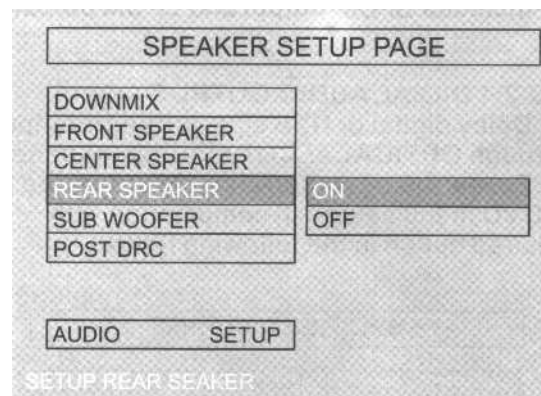 SPEAKER SETUP PAGE
DOWNMIX
FRONT SPEAKER
CENTER SPEAKER
REAR SPEAKER ON
SUB WOOFER OFF
POST DRC
AUDIO SETUP
SETUP REAR SEAKER